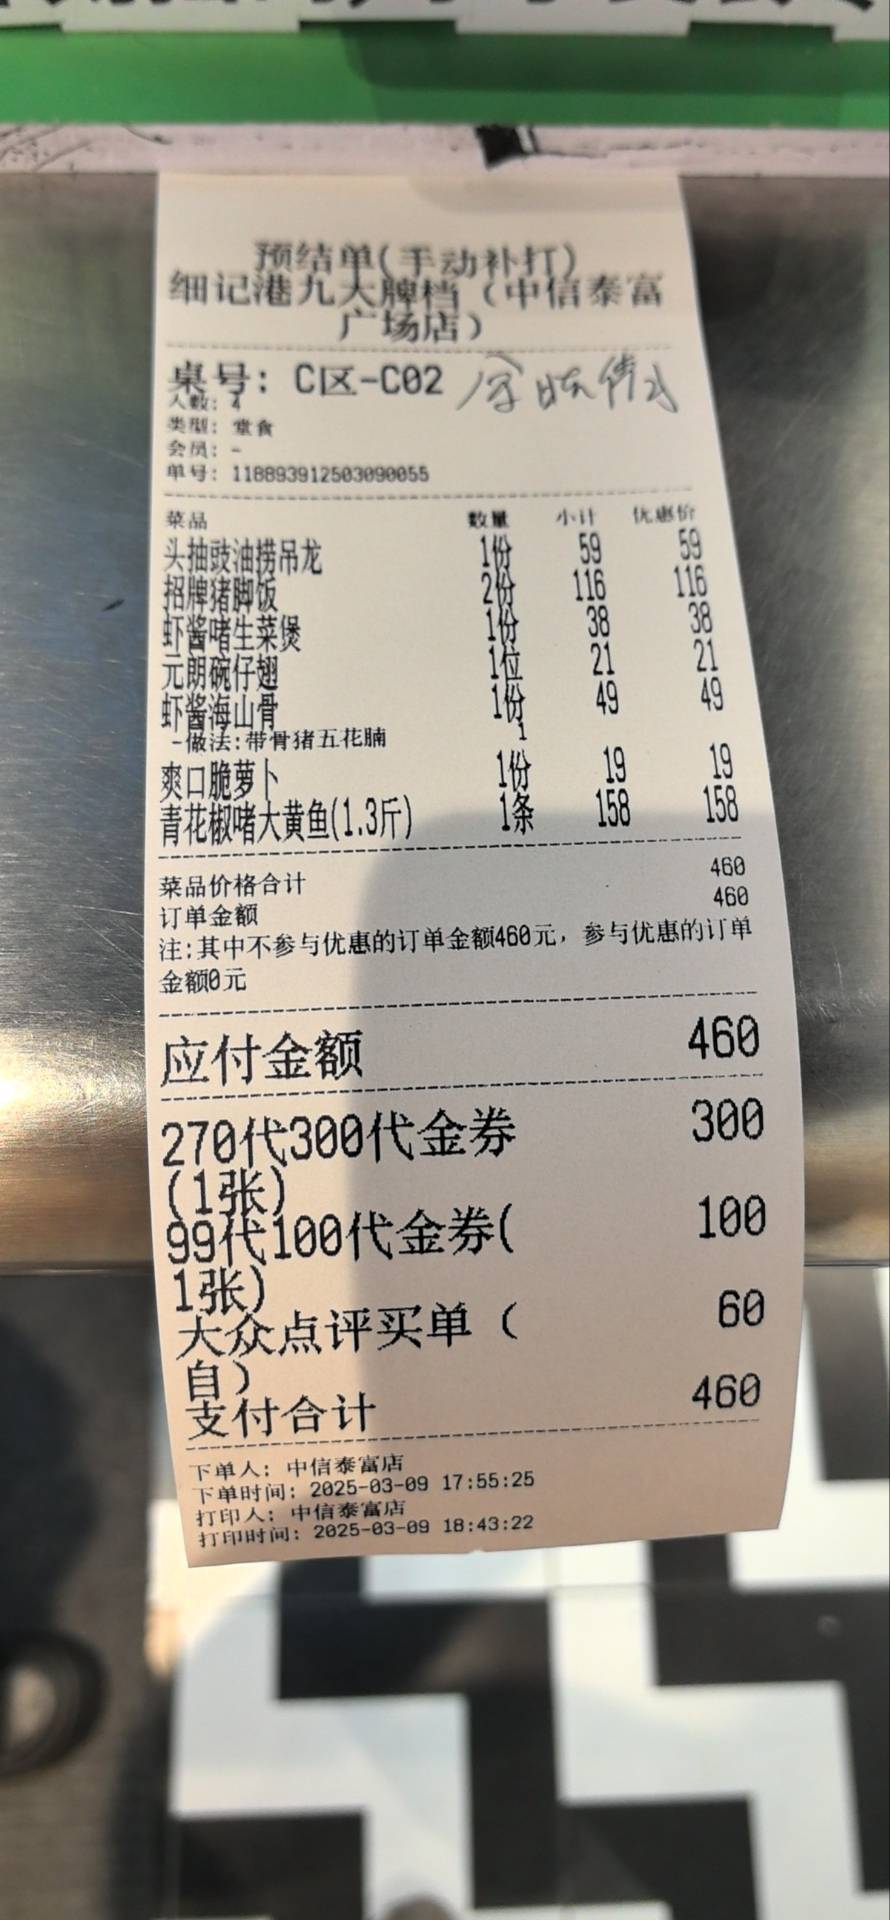 预结单(手动补打)
细记港九大牌档（中信泰富
广场店）
桌号: C区-C02
人数: 4
类型: 堂食
会员: -
单号: 118893912503090055
菜品 数量 小计 优惠价
头抽豉油捞吊龙 1份 59 59
招牌猪脚饭 2份 116 116
虾酱啫生菜煲 1份 38 38
元朗碗仔翅 1位 21 21
虾酱海山骨 1份 49 49
-做法:带骨猪五花腩 1
爽口脆萝卜 1份 19 19
青花椒啫大黄鱼(1.3斤) 1条 158 158
菜品价格合计 460
订单金额 460
注:其中不参与优惠的订单金额460元，参与优惠的订单
金额0元
应付金额 460
270代300代金券 300
(1张)
99代100代金券( 100
1张)
大众点评买单（ 60
自）
支付合计 460
下单人: 中信泰富店
下单时间: 2025-03-09 17:55:25
打印人: 中信泰富店
打印时间: 2025-03-09 18:43:22